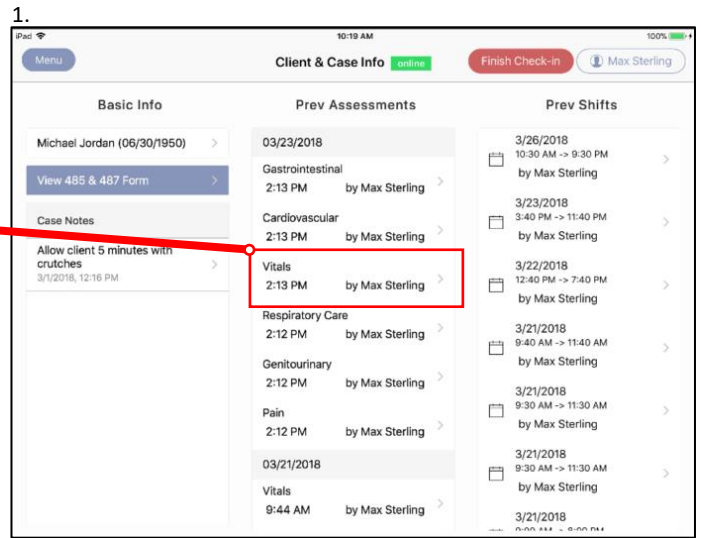 1.
iPad 10:19 AM 100%
Menu Client & Case Info online Finish Check-in Max Sterling
Basic Info
Michael Jordan (06/30/1950)
View 485 & 487 Form
Case Notes
Allow client 5 minutes with
crutches
3/1/2018, 12:16 PM
Prev Assessments
03/23/2018
Gastrointestinal
2:13 PM by Max Sterling
Cardiovascular
2:13 PM by Max Sterling
Vitals
2:13 PM by Max Sterling
Respiratory Care
2:12 PM by Max Sterling
Genitourinary
2:12 PM by Max Sterling
Pain
2:12 PM by Max Sterling
03/21/2018
Vitals
9:44 AM by Max Sterling
Prev Shifts
3/26/2018
10:30 AM -> 9:30 PM
by Max Sterling
3/23/2018
3:40 PM -> 11:40 PM
by Max Sterling
3/22/2018
12:40 PM -> 7:40 PM
by Max Sterling
3/21/2018
9:40 AM -> 11:40 AM
by Max Sterling
3/21/2018
9:30 AM -> 11:30 AM
by Max Sterling
3/21/2018
9:30 AM -> 11:30 AM
by Max Sterling
3/21/2018